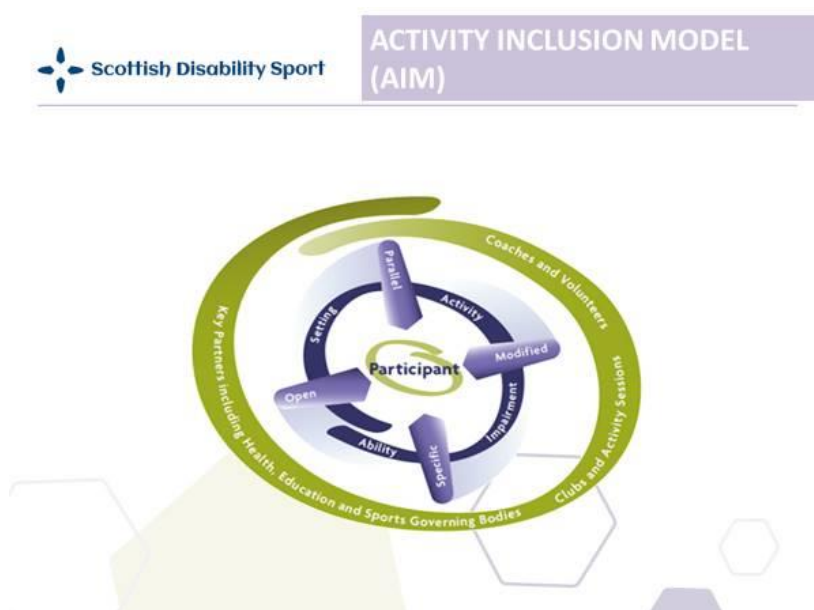 Scottish Disability Sport
ACTIVITY INCLUSION MODEL
(AIM)
Coaches and Volunteers
Clubs and Activity Sessions
Key Partners including Health, Education and Sports Governing Bodies
Parallel
Setting
Activity
Modified
Participant
Open
Impairment
Ability
Specific